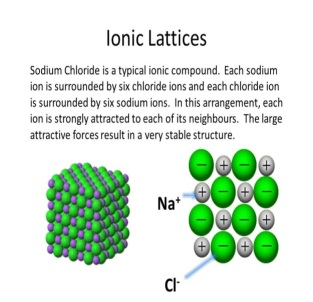 Ionic Lattices
Sodium Chloride is a typical ionic compound. Each sodium
ion is surrounded by six chloride ions and each chloride ion
is surrounded by six sodium ions. In this arrangement, each
ion is strongly attracted to each of its neighbours. The large
attractive forces result in a very stable structure.
− + − +
+ − + −
Na⁺
− + − +
+ − + −
Cl⁻